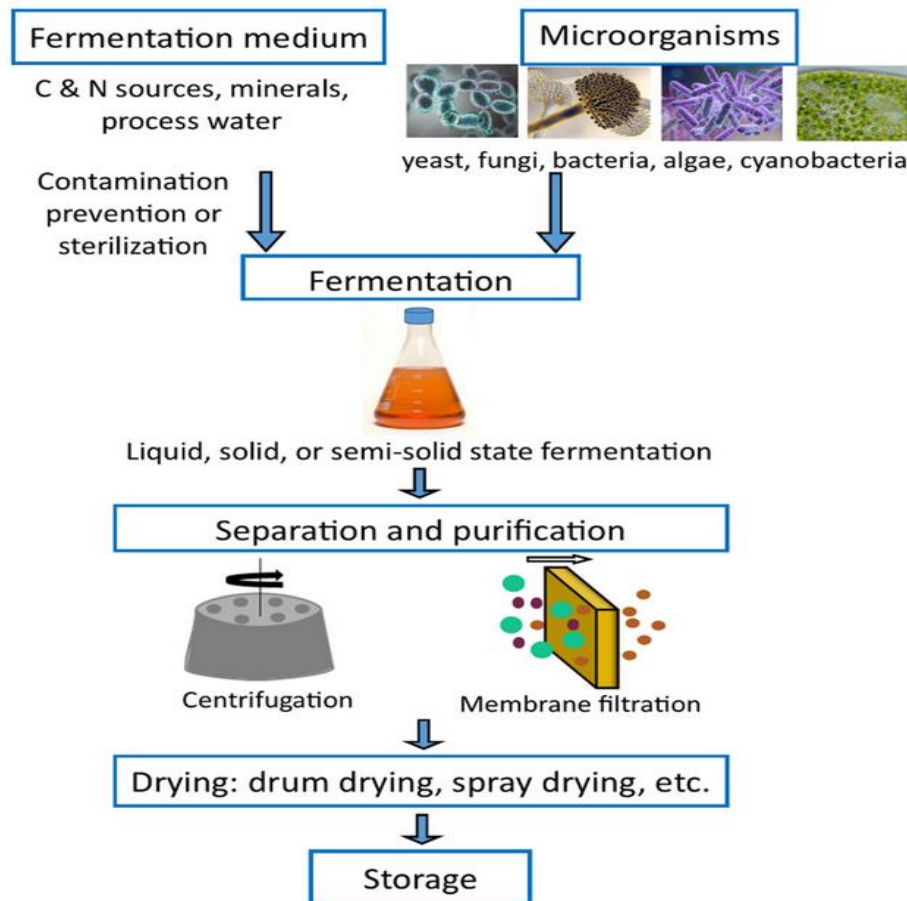 Fermentation medium
C & N sources, minerals,
process water
Contamination
prevention or
sterilization
Microorganisms
yeast, fungi, bacteria, algae, cyanobacteria
Fermentation
Liquid, solid, or semi-solid state fermentation
Separation and purification
Centrifugation
Membrane filtration
Drying: drum drying, spray drying, etc.
Storage